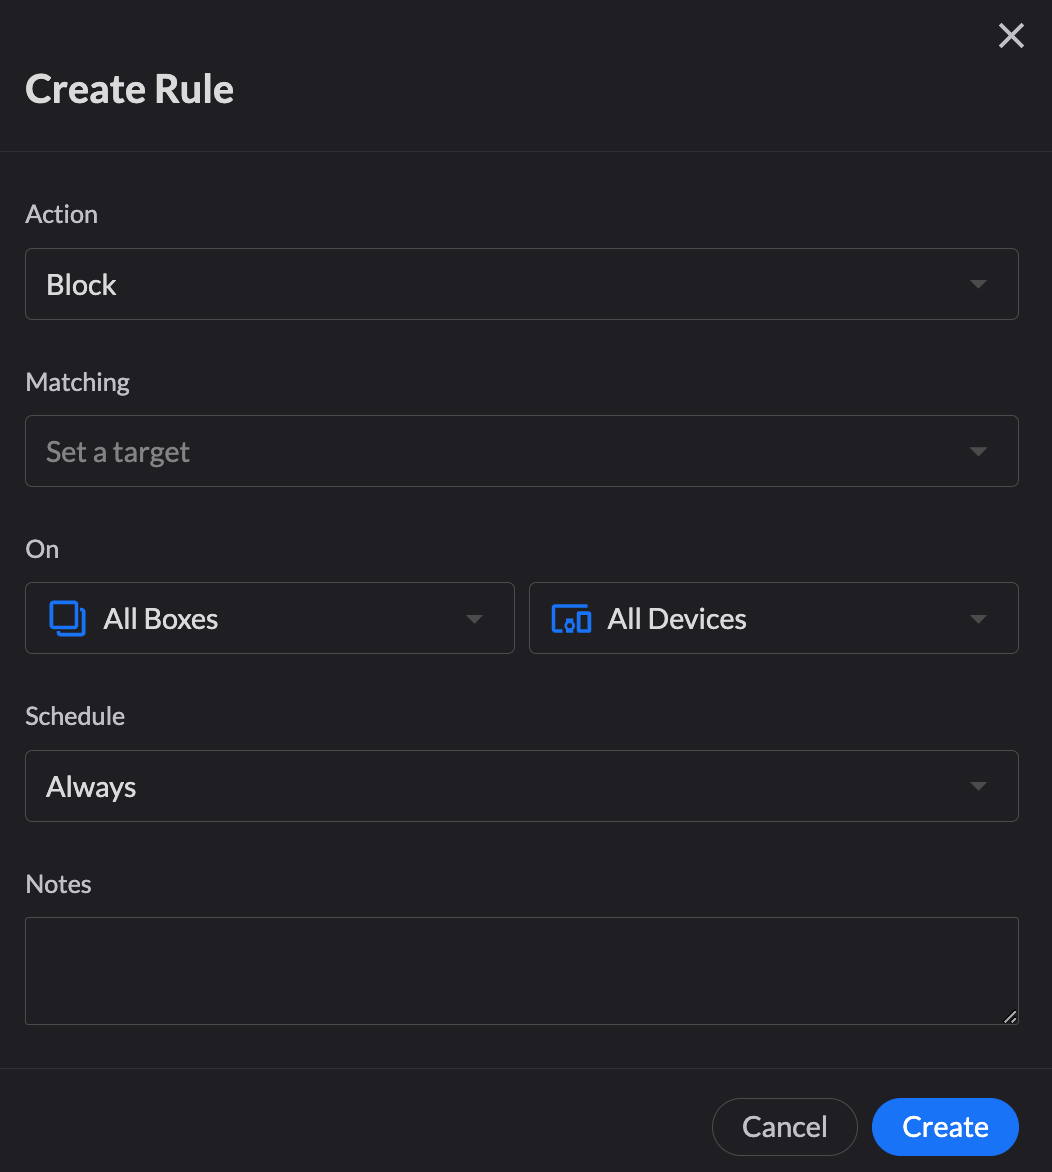 Create Rule
Action
Block
Matching
Set a target
On
All Boxes
All Devices
Schedule
Always
Notes
Cancel
Create